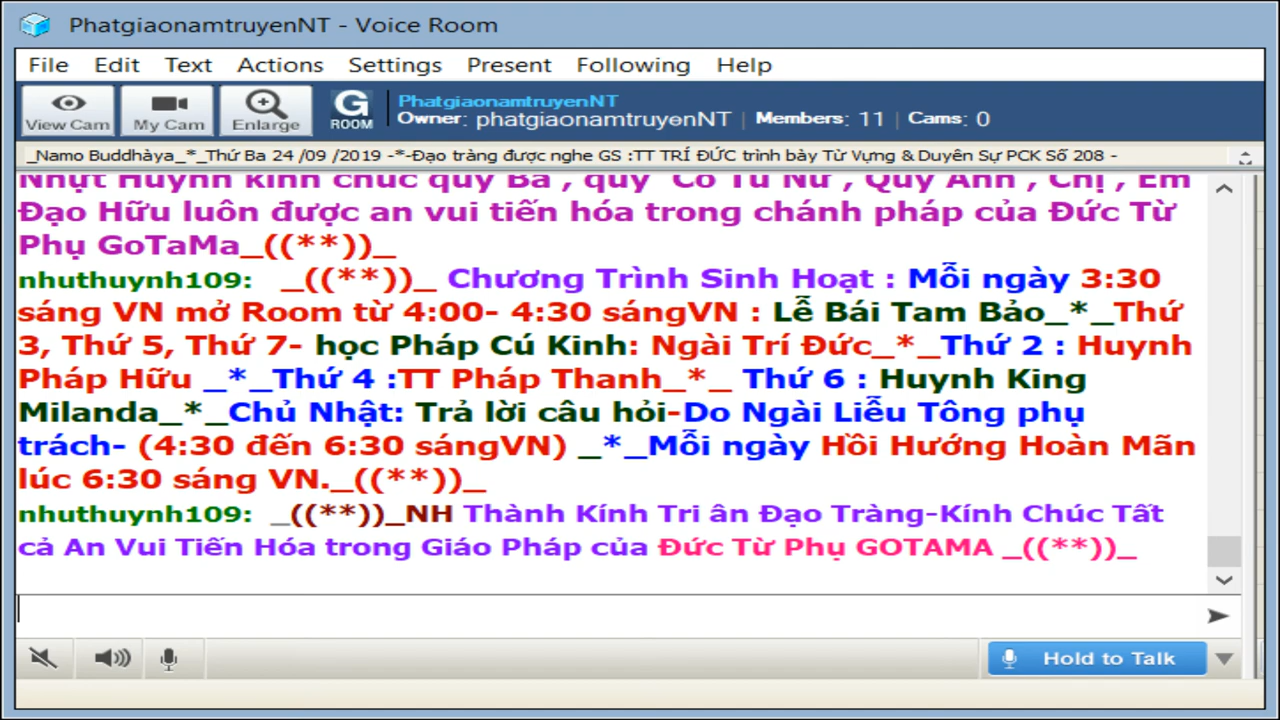 PhatgiaonamtruyenNT - Voice Room
File Edit Text Actions Settings Present Following Help
View Cam My Cam Enlarge G ROOM
PhatgiaonamtruyenNT
Owner: phatgiaonamtruyenNT | Members: 11 | Cams: 0
_Namo Buddhàya_*_Thứ Ba 24 /09 /2019 -*-Đạo tràng được nghe GS :TT TRÍ ĐỨC trình bày Từ Vựng & Duyên Sự PCK Số 208 -
Nhựt Huỳnh kính chúc quý Bà , quý Cô Tu Nữ , Quý Anh , Chị , Em
Đạo Hữu luôn được an vui tiến hóa trong chánh pháp của Đức Từ
Phụ GoTaMa_((**))_
nhuthuynh109: _((**))_ Chương Trình Sinh Hoạt : Mỗi ngày 3:30
sáng VN mở Room từ 4:00- 4:30 sángVN : Lễ Bái Tam Bảo_*_Thứ
3, Thứ 5, Thứ 7- học Pháp Cú Kinh: Ngài Trí Đức_*_Thứ 2 : Huynh
Pháp Hữu _*_Thứ 4 :TT Pháp Thanh_*_ Thứ 6 : Huynh King
Milanda_*_Chủ Nhật: Trả lời câu hỏi-Do Ngài Liễu Tông phụ
trách- (4:30 đến 6:30 sángVN) _*_Mỗi ngày Hồi Hướng Hoàn Mãn
lúc 6:30 sáng VN._((**))_
nhuthuynh109: _((**))_NH Thành Kính Tri ân Đạo Tràng-Kính Chúc Tất
cả An Vui Tiến Hóa trong Giáo Pháp của Đức Từ Phụ GOTAMA _((**))_
Hold to Talk